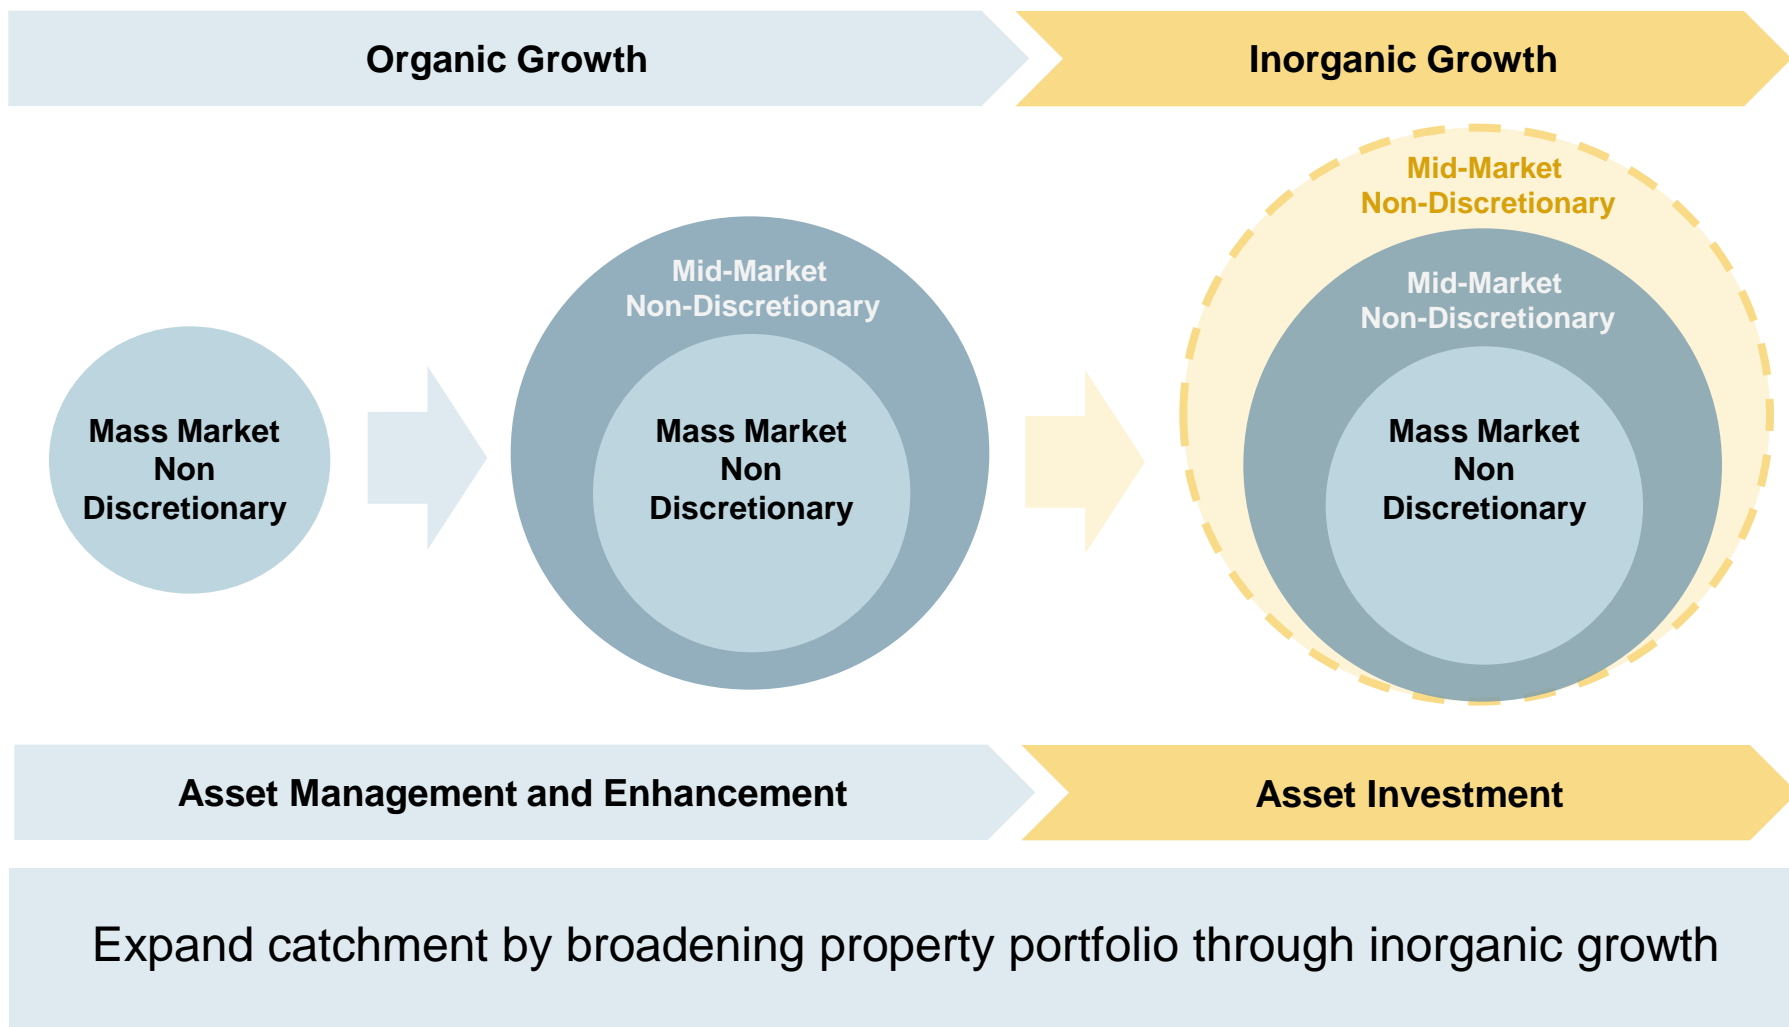 Organic Growth
Inorganic Growth
Mass Market
Non
Discretionary
Mid-Market
Non-Discretionary
Mass Market
Non
Discretionary
Mid-Market
Non-Discretionary
Mid-Market
Non-Discretionary
Mass Market
Non
Discretionary
Asset Management and Enhancement
Asset Investment
Expand catchment by broadening property portfolio through inorganic growth